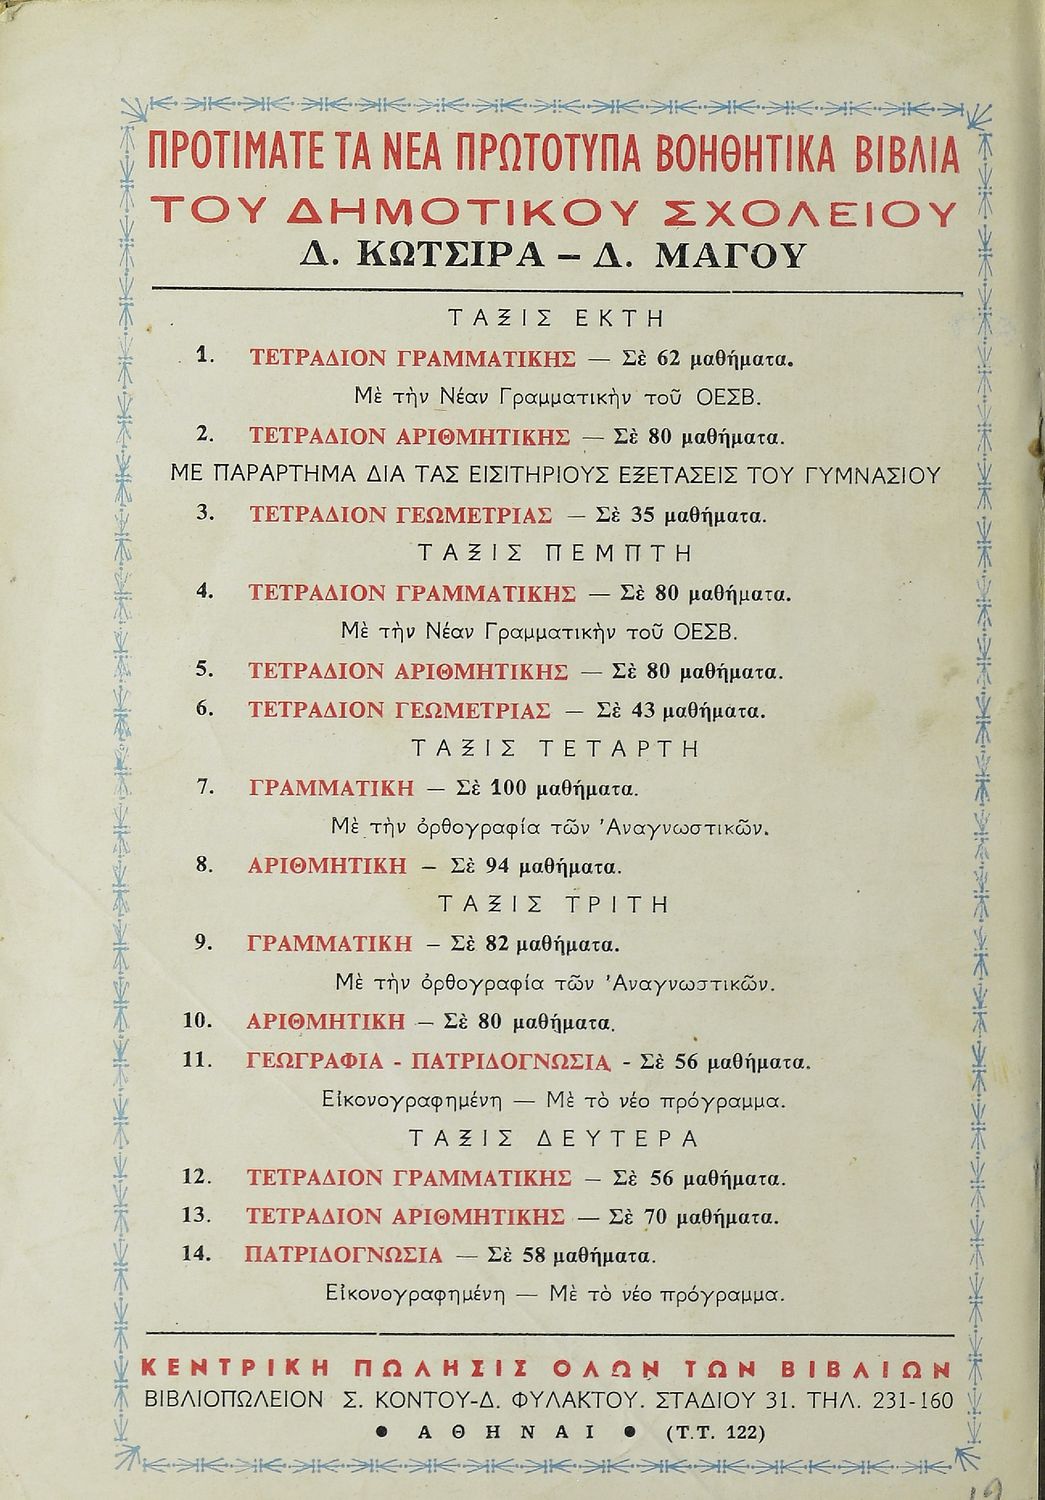 ΠΡΟΤΙΜΑΤΕ ΤΑ ΝΕΑ ΠΡΩΤΟΤΥΠΑ ΒΟΗΘΗΤΙΚΑ ΒΙΒΛΙΑ
ΤΟΥ ΔΗΜΟΤΙΚΟΥ ΣΧΟΛΕΙΟΥ
Δ. ΚΩΤΣΙΡΑ – Δ. ΜΑΓΟΥ
ΤΑΞΙΣ ΕΚΤΗ
1. ΤΕΤΡΑΔΙΟΝ ΓΡΑΜΜΑΤΙΚΗΣ — Σὲ 62 μαθήματα.
Μὲ τὴν Νέαν Γραμματικὴν τοῦ ΟΕΣΒ.
2. ΤΕΤΡΑΔΙΟΝ ΑΡΙΘΜΗΤΙΚΗΣ — Σὲ 80 μαθήματα.
ΜΕ ΠΑΡΑΡΤΗΜΑ ΔΙΑ ΤΑΣ ΕΙΣΙΤΗΡΙΟΥΣ ΕΞΕΤΑΣΕΙΣ ΤΟΥ ΓΥΜΝΑΣΙΟΥ
3. ΤΕΤΡΑΔΙΟΝ ΓΕΩΜΕΤΡΙΑΣ — Σὲ 35 μαθήματα.
ΤΑΞΙΣ ΠΕΜΠΤΗ
4. ΤΕΤΡΑΔΙΟΝ ΓΡΑΜΜΑΤΙΚΗΣ — Σὲ 80 μαθήματα.
Μὲ τὴν Νέαν Γραμματικὴν τοῦ ΟΕΣΒ.
5. ΤΕΤΡΑΔΙΟΝ ΑΡΙΘΜΗΤΙΚΗΣ — Σὲ 80 μαθήματα.
6. ΤΕΤΡΑΔΙΟΝ ΓΕΩΜΕΤΡΙΑΣ — Σὲ 43 μαθήματα.
ΤΑΞΙΣ ΤΕΤΑΡΤΗ
7. ΓΡΑΜΜΑΤΙΚΗ — Σὲ 100 μαθήματα.
Μὲ τὴν ὀρθογραφία τῶν Ἀναγνωστικῶν.
8. ΑΡΙΘΜΗΤΙΚΗ – Σὲ 94 μαθήματα.
ΤΑΞΙΣ ΤΡΙΤΗ
9. ΓΡΑΜΜΑΤΙΚΗ – Σὲ 82 μαθήματα.
Μὲ τὴν ὀρθογραφία τῶν Ἀναγνωστικῶν.
10. ΑΡΙΘΜΗΤΙΚΗ – Σὲ 80 μαθήματα.
11. ΓΕΩΓΡΑΦΙΑ - ΠΑΤΡΙΔΟΓΝΩΣΙΑ - Σὲ 56 μαθήματα.
Εἰκονογραφημένη — Μὲ τὸ νέο πρόγραμμα.
ΤΑΞΙΣ ΔΕΥΤΕΡΑ
12. ΤΕΤΡΑΔΙΟΝ ΓΡΑΜΜΑΤΙΚΗΣ — Σὲ 56 μαθήματα.
13. ΤΕΤΡΑΔΙΟΝ ΑΡΙΘΜΗΤΙΚΗΣ — Σὲ 70 μαθήματα.
14. ΠΑΤΡΙΔΟΓΝΩΣΙΑ — Σὲ 58 μαθήματα.
Εἰκονογραφημένη — Μὲ τὸ νέο πρόγραμμα.
ΚΕΝΤΡΙΚΗ ΠΩΛΗΣΙΣ ΟΛΩΝ ΤΩΝ ΒΙΒΛΙΩΝ
ΒΙΒΛΙΟΠΩΛΕΙΟΝ Σ. ΚΟΝΤΟΥ-Δ. ΦΥΛΑΚΤΟΥ. ΣΤΑΔΙΟΥ 31. ΤΗΛ. 231-160
• ΑΘΗΝΑΙ • (Τ.Τ. 122)